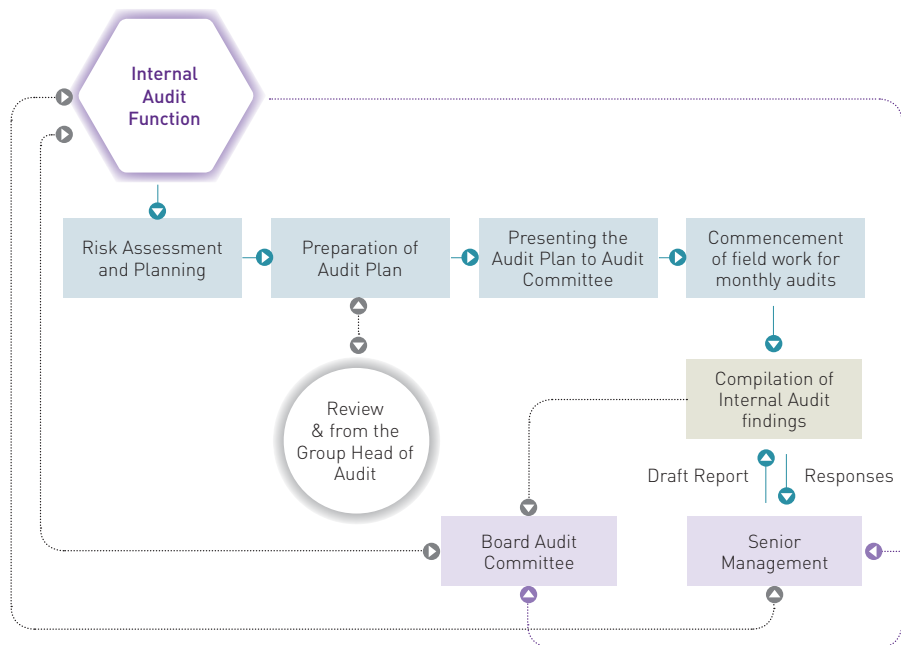 Internal
Audit
Function
Risk Assessment
and Planning
Preparation of
Audit Plan
Presenting the
Audit Plan to Audit
Committee
Commencement
of field work for
monthly audits
Review
& from the
Group Head of
Audit
Compilation of
Internal Audit
findings
Draft Report
Responses
Board Audit
Committee
Senior
Management